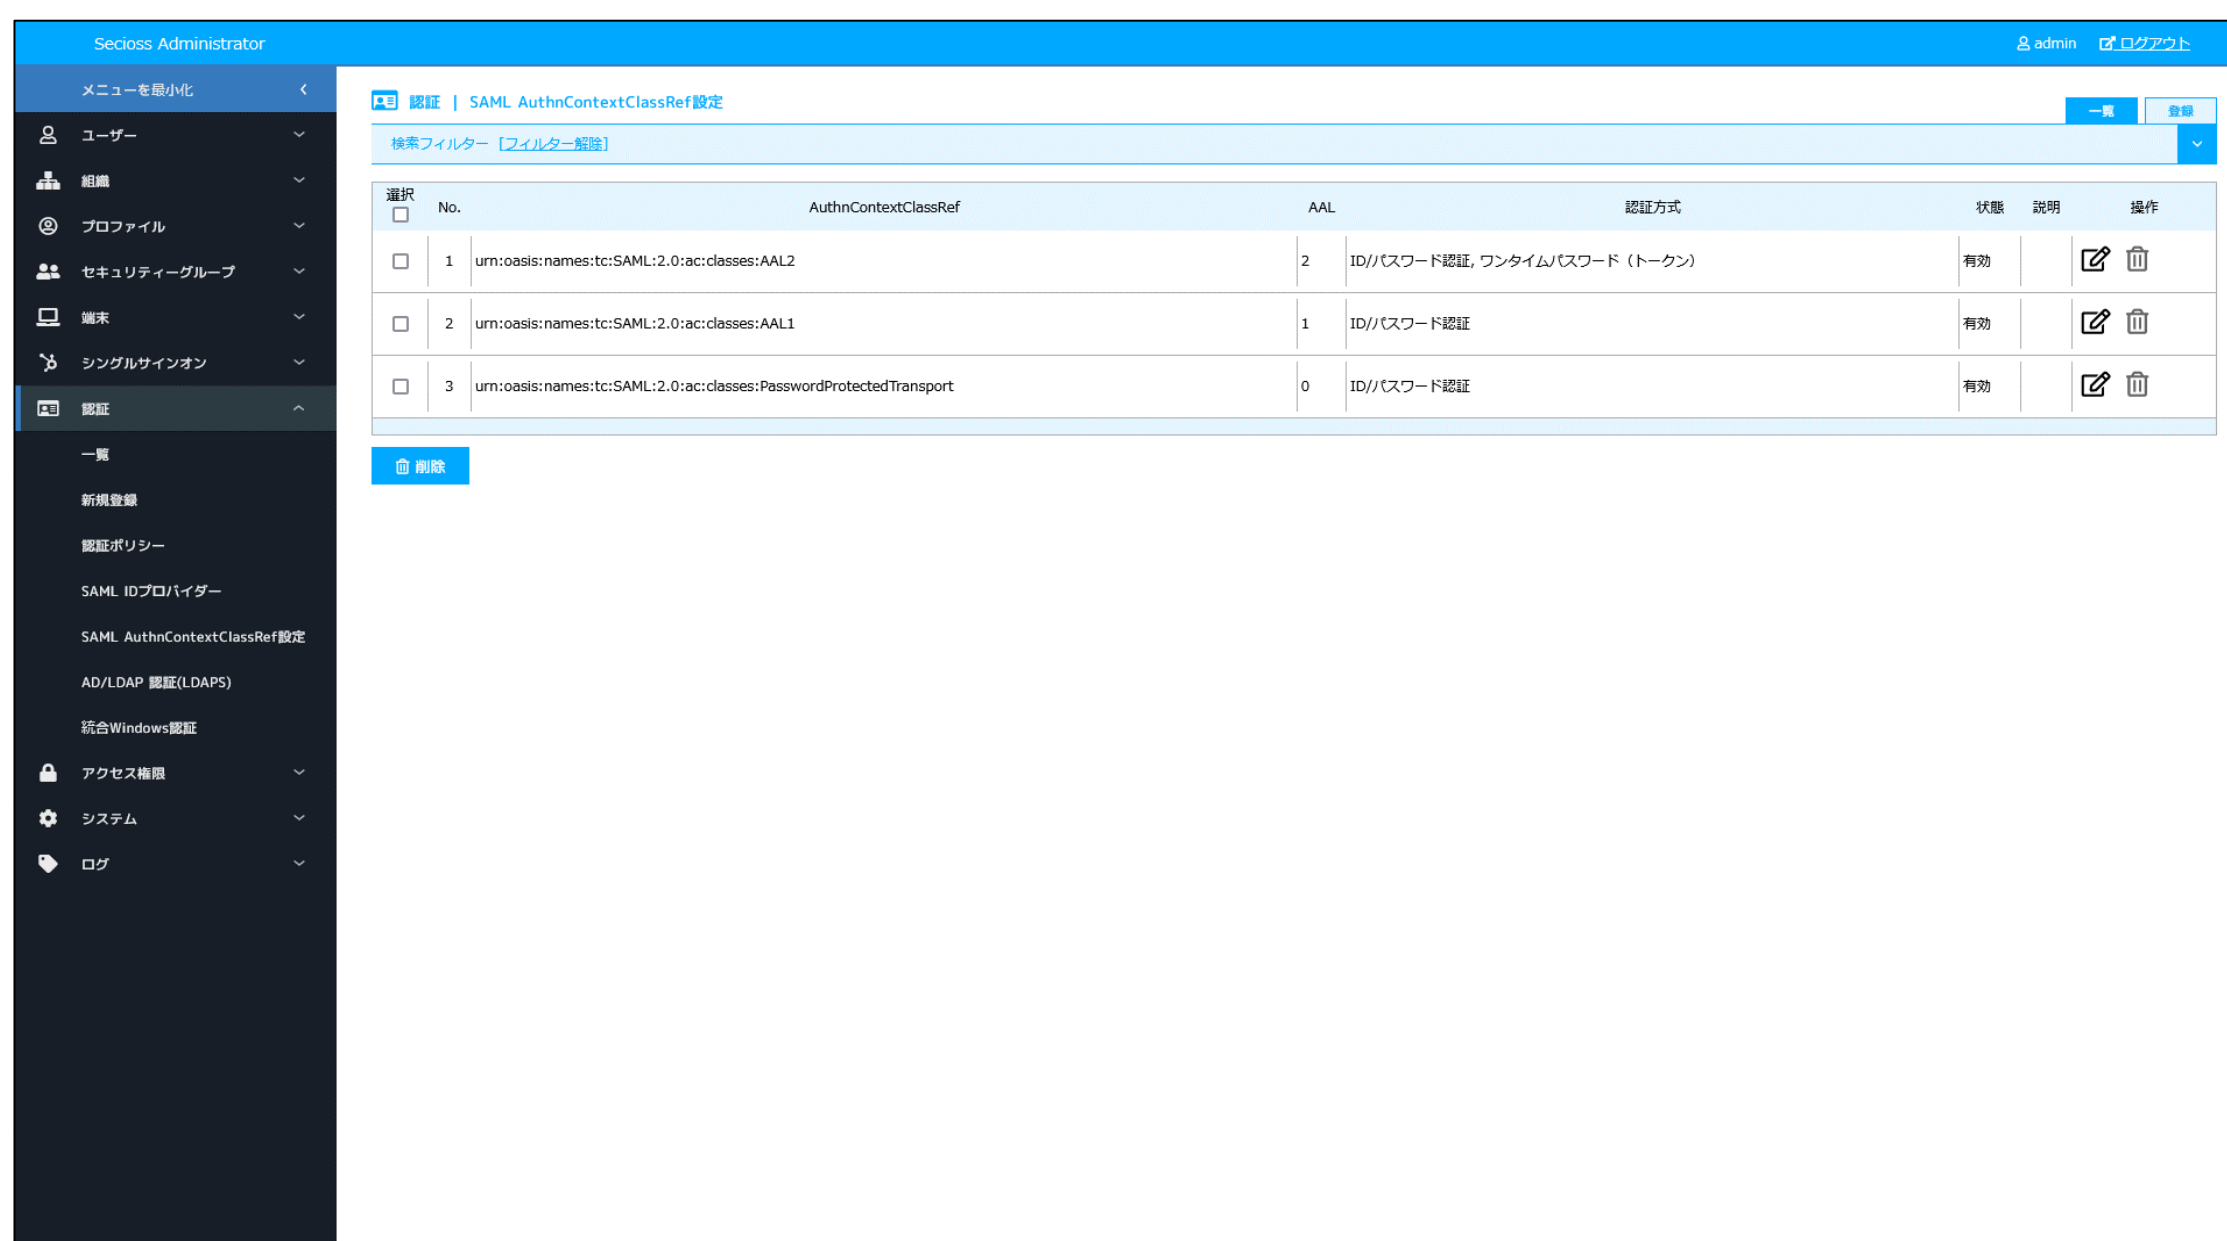 Secioss Administrator
admin ログアウト
メニューを最小化
ユーザー
組織
プロファイル
セキュリティーグループ
端末
シングルサインオン
認証
一覧
新規登録
認証ポリシー
SAML IDプロバイダー
SAML AuthnContextClassRef設定
AD/LDAP 認証(LDAPS)
統合Windows認証
アクセス権限
システム
ログ
認証 | SAML AuthnContextClassRef設定
一覧 登録
検索フィルター [フィルター解除]
選択 No. AuthnContextClassRef AAL 認証方式 状態 説明 操作
1 urn:oasis:names:tc:SAML:2.0:ac:classes:AAL2 2 ID/パスワード認証, ワンタイムパスワード（トークン） 有効
2 urn:oasis:names:tc:SAML:2.0:ac:classes:AAL1 1 ID/パスワード認証 有効
3 urn:oasis:names:tc:SAML:2.0:ac:classes:PasswordProtectedTransport 0 ID/パスワード認証 有効
削除